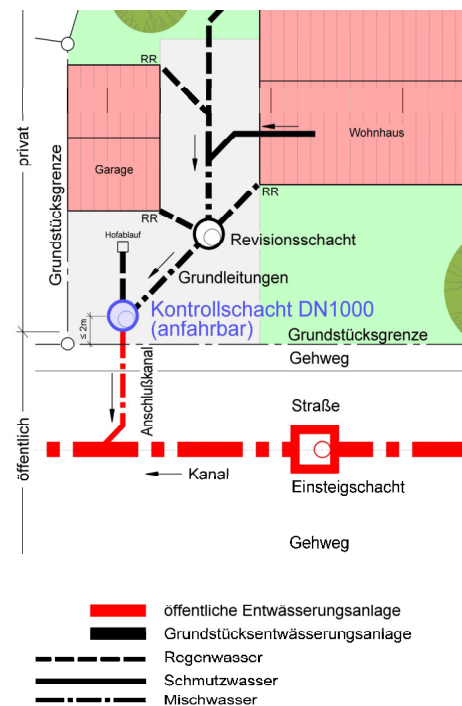 RR
privat
Wohnhaus
Garage
Grundstücksgrenze
RR
RR
Hofablauf
Revisionsschacht
Grundleitungen
Kontrollschacht DN1000
(anfahrbar)
≤ 2m
Grundstücksgrenze
Gehweg
Anschlußkanal
öffentlich
Straße
Kanal
Einsteigschacht
Gehweg
öffentliche Entwässerungsanlage
Grundstücksentwässerungsanlage
Regenwasser
Schmutzwasser
Mischwasser